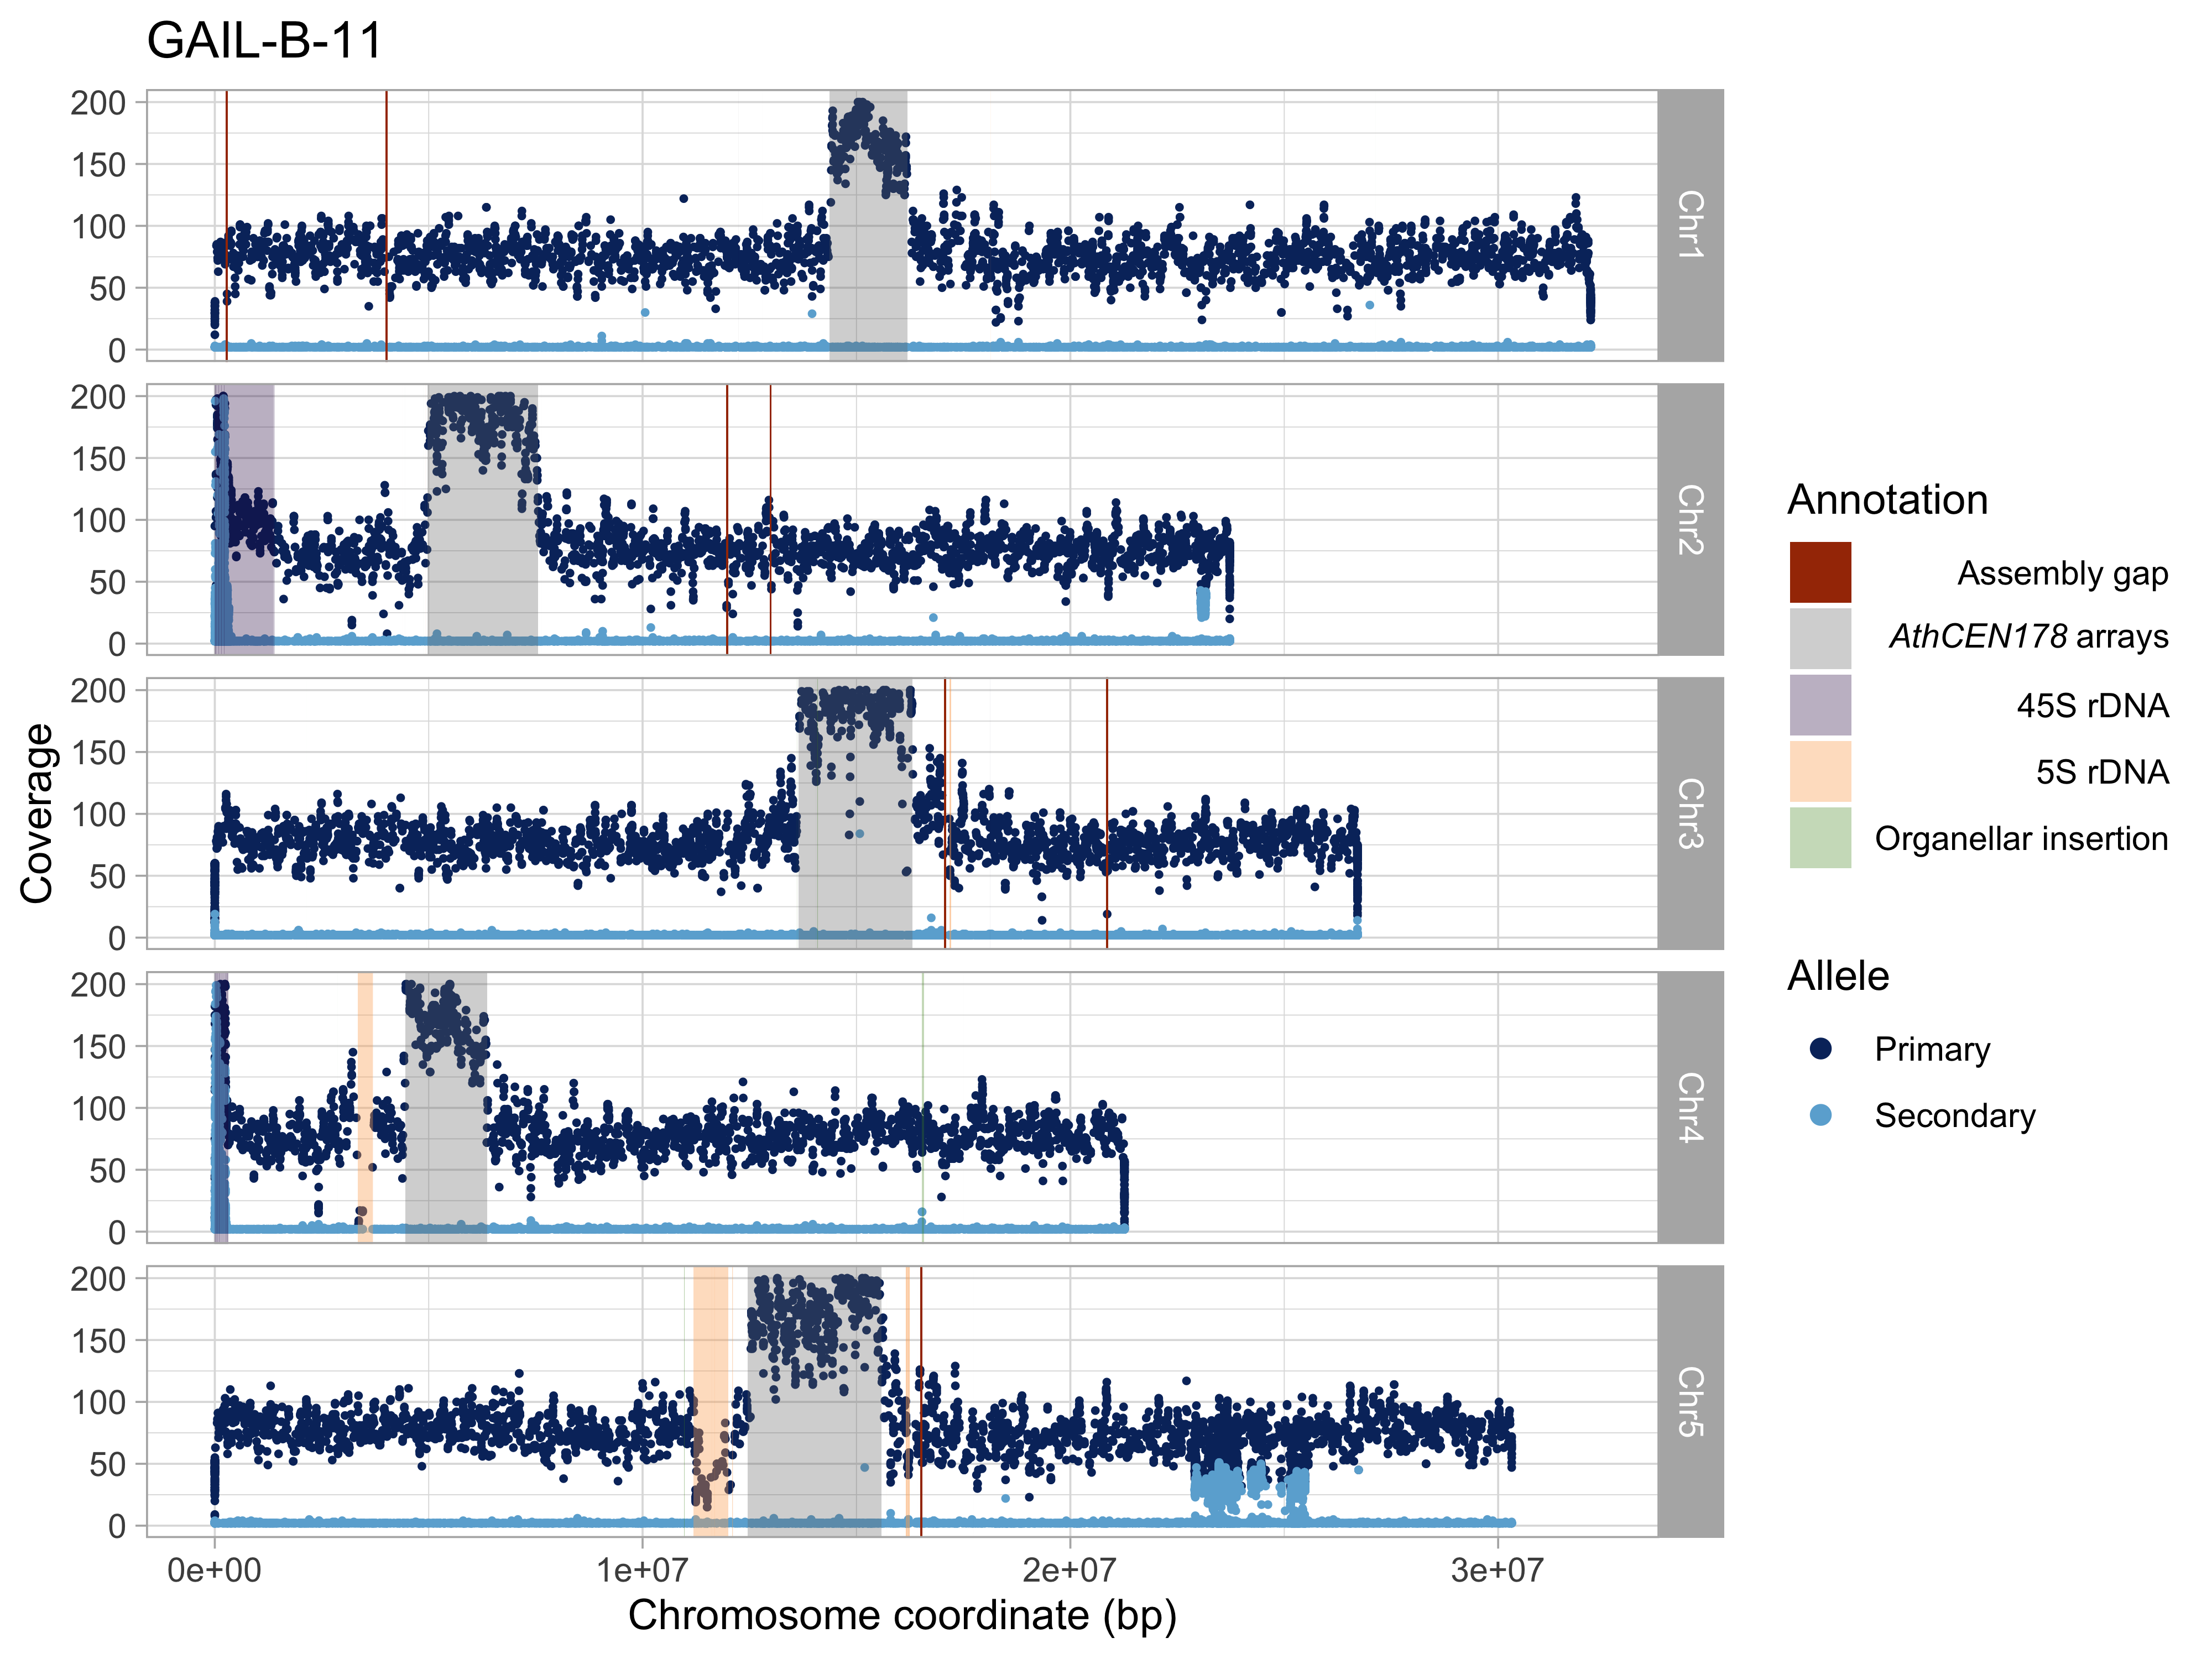 GAIL-B-11
Coverage
200
150
100
50
0
Chr1
200
150
100
50
0
Chr2
200
150
100
50
0
Chr3
200
150
100
50
0
Chr4
200
150
100
50
0
Chr5
0e+00 1e+07 2e+07 3e+07
Chromosome coordinate (bp)
Annotation
Assembly gap
AthCEN178 arrays
45S rDNA
5S rDNA
Organellar insertion
Allele
Primary
Secondary